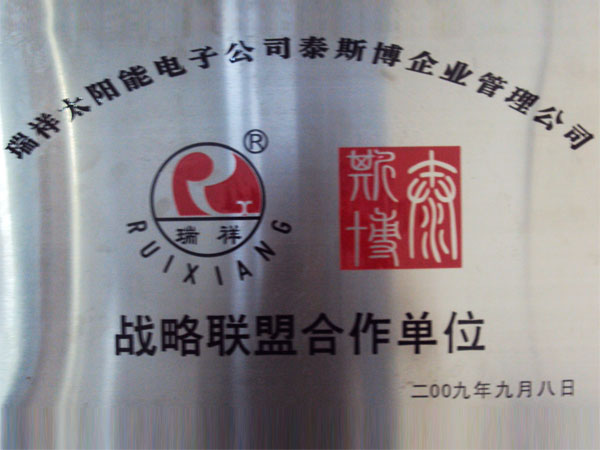 瑞祥太阳能电子公司泰斯博企业管理公司
®
R
瑞祥
RUIXIANG
泰斯博
战略联盟合作单位
二00九年九月八日